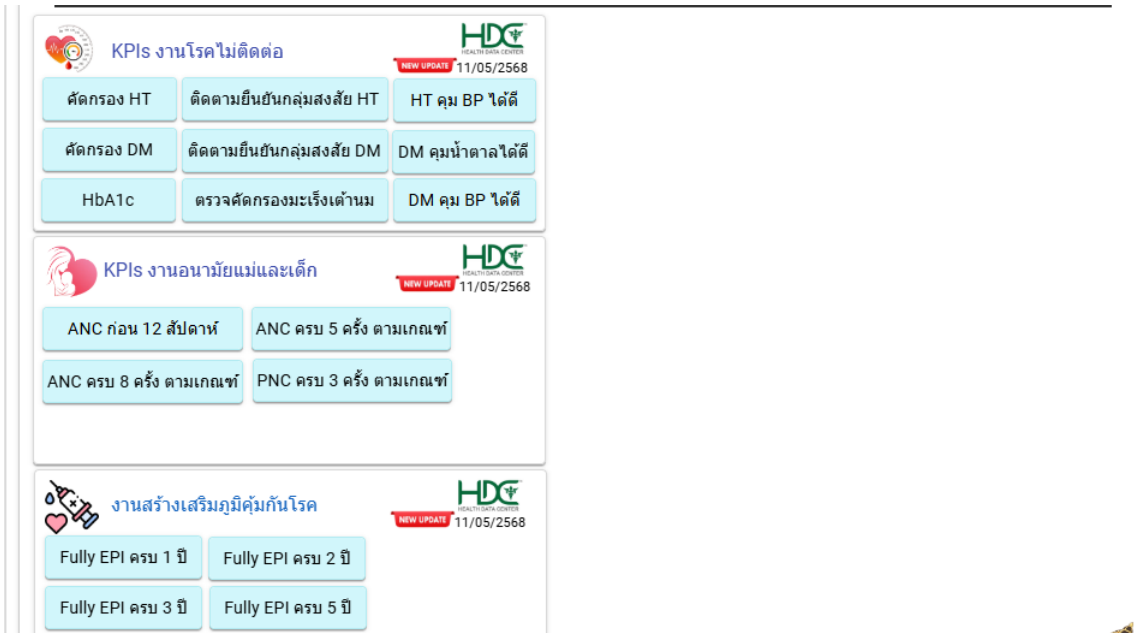 KPIs งานโรคไม่ติดต่อ
HDC
HEALTH DATA CENTER
NEW UPDATE 11/05/2568
คัดกรอง HT ติดตามยืนยันกลุ่มสงสัย HT HT คุม BP ได้ดี
คัดกรอง DM ติดตามยืนยันกลุ่มสงสัย DM DM คุมน้ำตาลได้ดี
HbA1c ตรวจคัดกรองมะเร็งเต้านม DM คุม BP ได้ดี
KPIs งานอนามัยแม่และเด็ก
HDC
HEALTH DATA CENTER
NEW UPDATE 11/05/2568
ANC ก่อน 12 สัปดาห์ ANC ครบ 5 ครั้ง ตามเกณฑ์
ANC ครบ 8 ครั้ง ตามเกณฑ์ PNC ครบ 3 ครั้ง ตามเกณฑ์
งานสร้างเสริมภูมิคุ้มกันโรค
HDC
HEALTH DATA CENTER
NEW UPDATE 11/05/2568
Fully EPI ครบ 1 ปี Fully EPI ครบ 2 ปี
Fully EPI ครบ 3 ปี Fully EPI ครบ 5 ปี